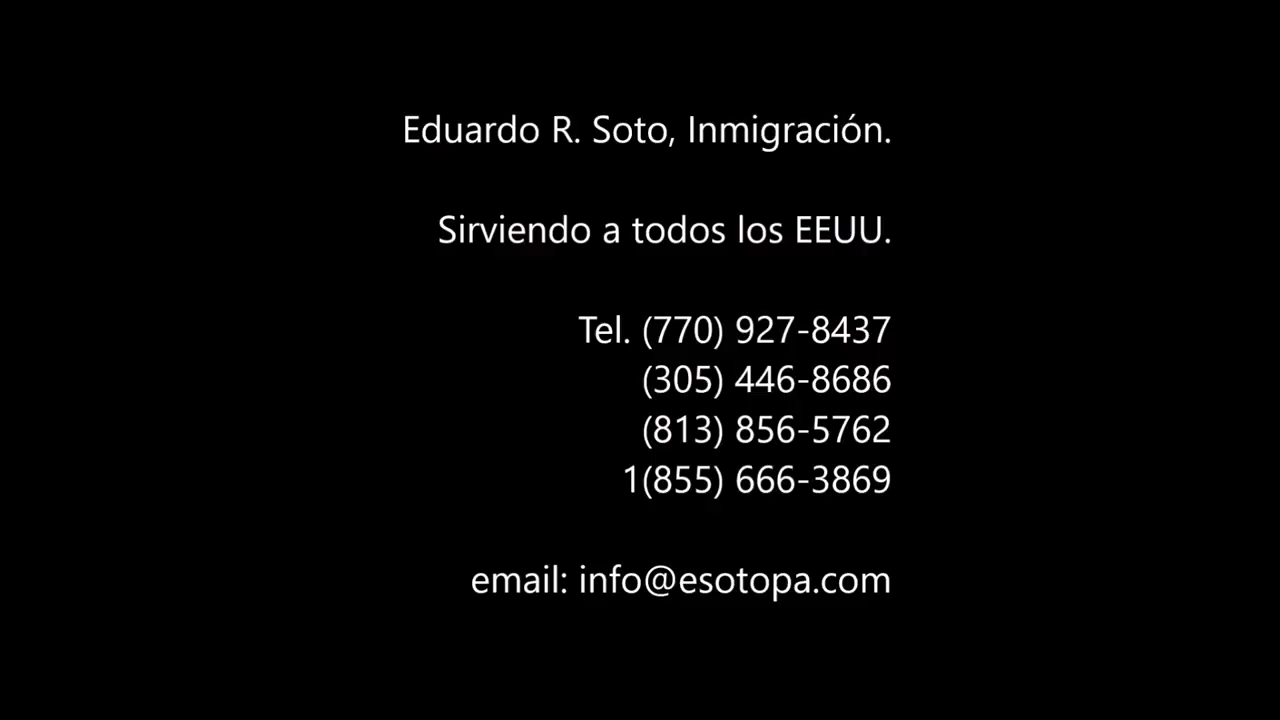 Eduardo R. Soto, Inmigración.
Sirviendo a todos los EEUU.
Tel. (770) 927-8437
(305) 446-8686
(813) 856-5762
1(855) 666-3869
email: info@esotopa.com